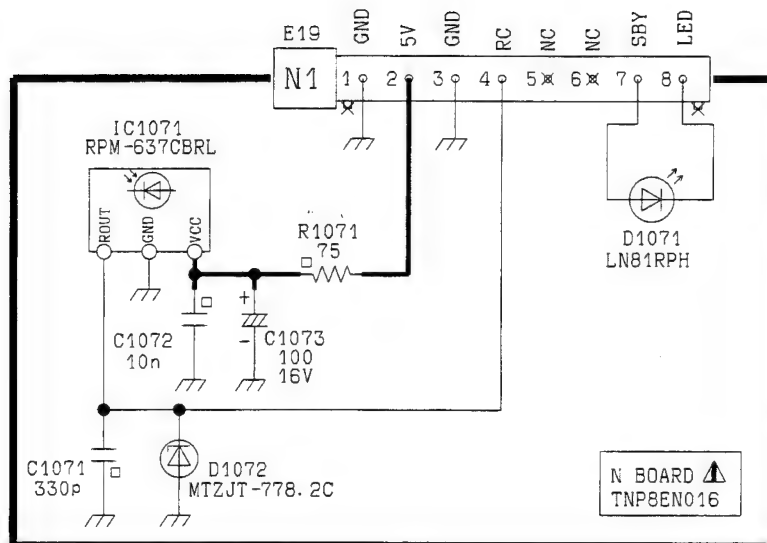 E19
GND
5V
GND
RC
NC
NC
SBY
LED
N1
1
2
3
4
5
6
7
8
IC1071
RPM-637CBRL
ROUT
GND
VCC
R1071
75
D1071
LN81RPH
C1072
10n
+
-
C1073
100
16V
C1071
330p
D1072
MTZJT-778.2C
N BOARD
TNP8EN016